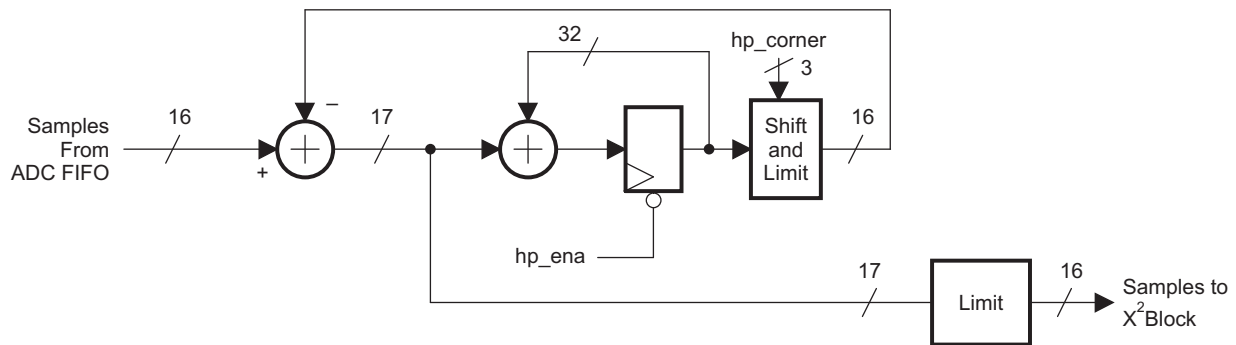 32
hp_corner
3
16
–
17
16
Samples
From
ADC FIFO
+
+
+
Shift
and
Limit
hp_ena
17
16
Limit
Samples to
X²Block